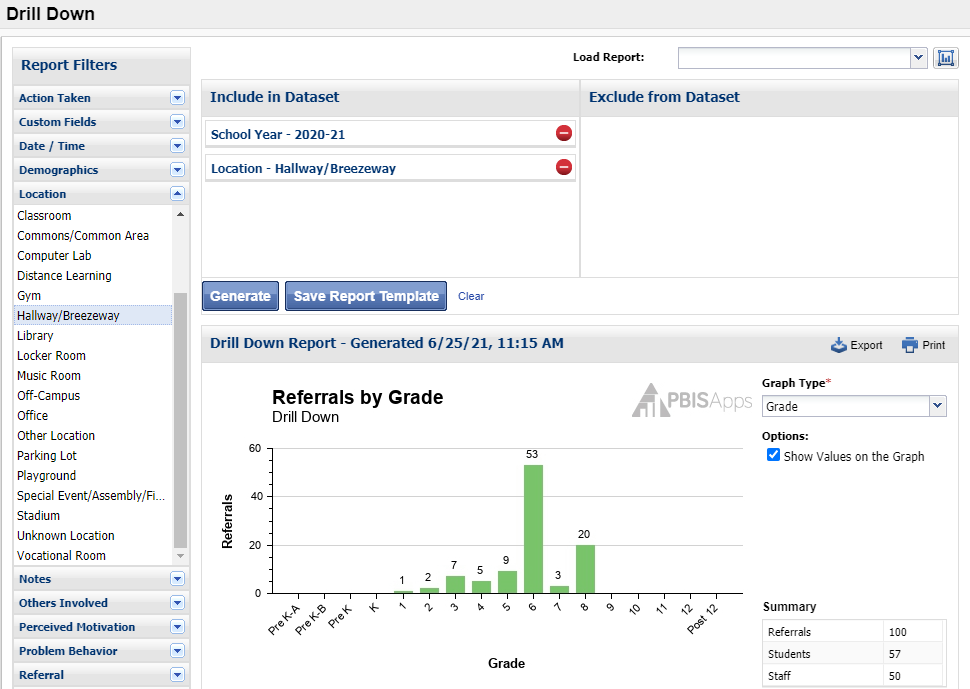 Drill Down
Report Filters
Action Taken
Custom Fields
Date / Time
Demographics
Location
Classroom
Commons/Common Area
Computer Lab
Distance Learning
Gym
Hallway/Breezeway
Library
Locker Room
Music Room
Off-Campus
Office
Other Location
Parking Lot
Playground
Special Event/Assembly/Fi...
Stadium
Unknown Location
Vocational Room
Notes
Others Involved
Perceived Motivation
Problem Behavior
Referral
Load Report:
Include in Dataset
Exclude from Dataset
School Year - 2020-21
Location - Hallway/Breezeway
Generate
Save Report Template
Clear
Drill Down Report - Generated 6/25/21, 11:15 AM
Export
Print
Referrals by Grade
Drill Down
PBISApps
Referrals
60
40
20
0
1
2
7
5
9
53
3
20
Pre K-A
Pre K-B
Pre K
K
1
2
3
4
5
6
7
8
9
10
11
12
Post 12
Grade
Graph Type*
Grade
Options:
Show Values on the Graph
Summary
Referrals 100
Students 57
Staff 50